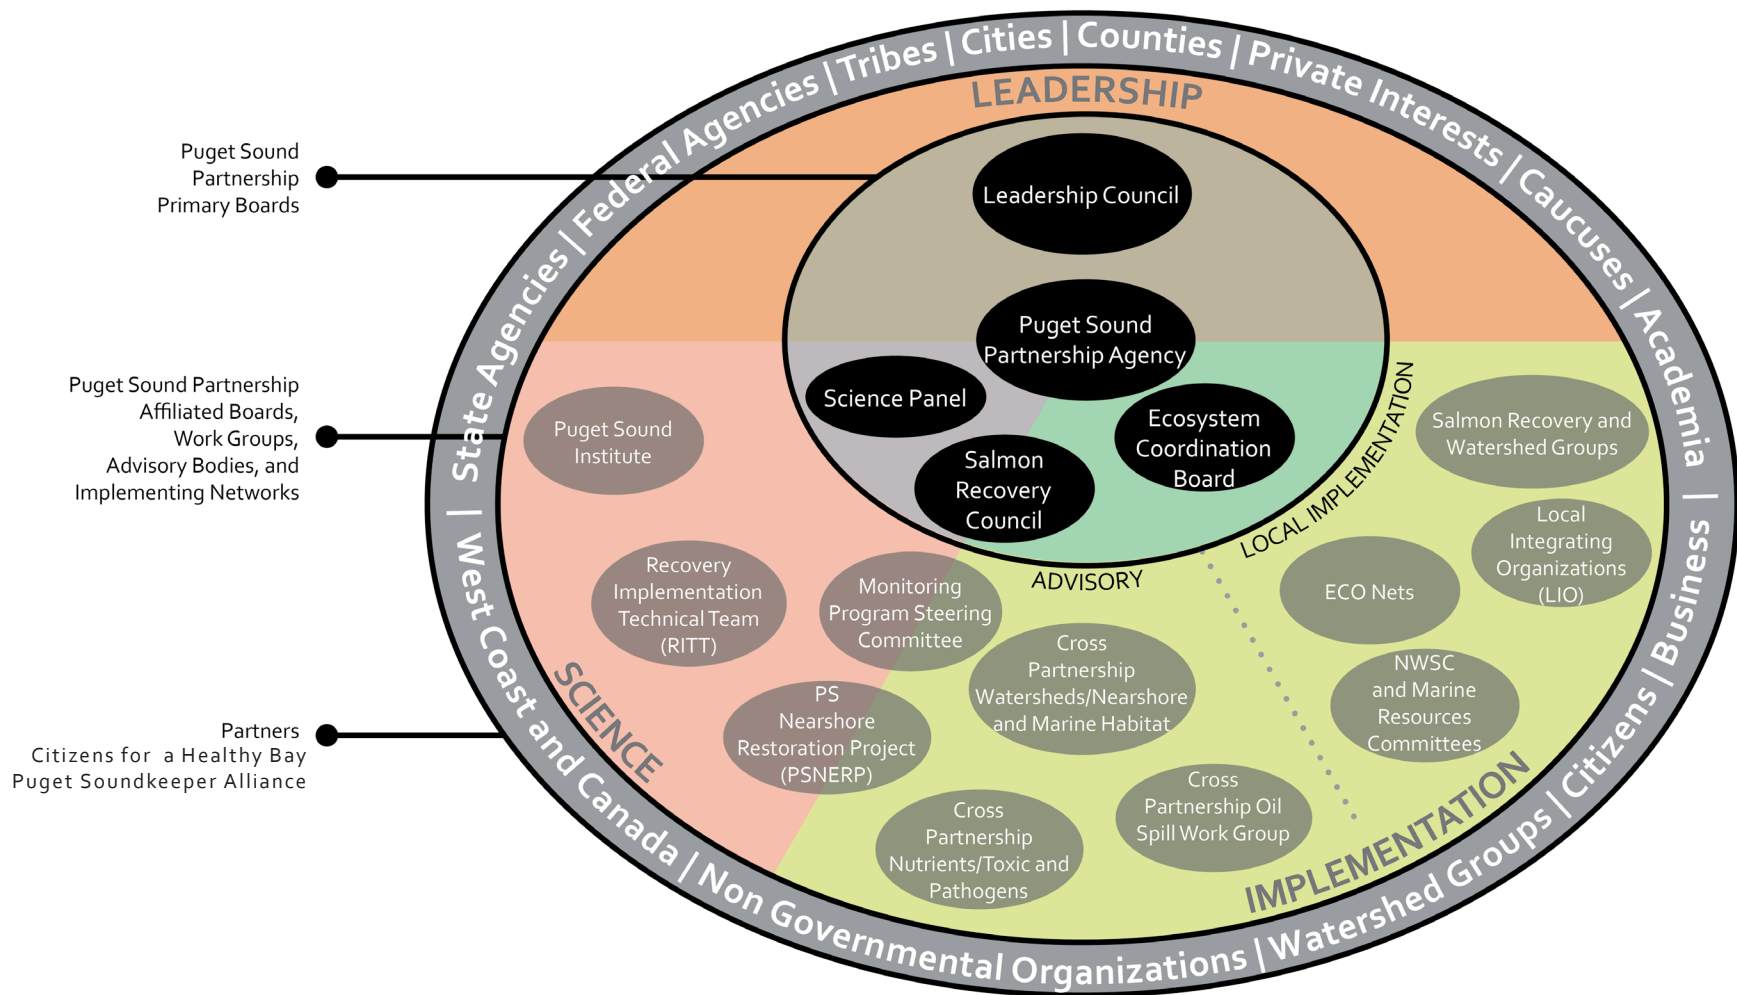 State Agencies | Federal Agencies | Tribes | Cities | Counties | Private Interests | Caucuses | Academia |
West Coast and Canada | Non Governmental Organizations | Watershed Groups | Citizens | Business |
LEADERSHIP
Puget Sound
Partnership
Primary Boards
Leadership Council
Puget Sound
Partnership Agency
Science Panel
Ecosystem
Coordination
Board
Salmon
Recovery
Council
Puget Sound Partnership
Affiliated Boards,
Work Groups,
Advisory Bodies, and
Implementing Networks
Puget Sound
Institute
Recovery
Implementation
Technical Team
(RITT)
Monitoring
Program Steering
Committee
PS
Nearshore
Restoration Project
(PSNERP)
SCIENCE
ADVISORY
Cross
Partnership
Watersheds/Nearshore
and Marine Habitat
Cross
Partnership
Nutrients/Toxic and
Pathogens
Cross
Partnership Oil
Spill Work Group
LOCAL IMPLEMENTATION
Salmon Recovery and
Watershed Groups
Local
Integrating
Organizations
(LIO)
ECO Nets
NWSC
and Marine
Resources
Committees
IMPLEMENTATION
Partners
Citizens for a Healthy Bay
Puget Soundkeeper Alliance